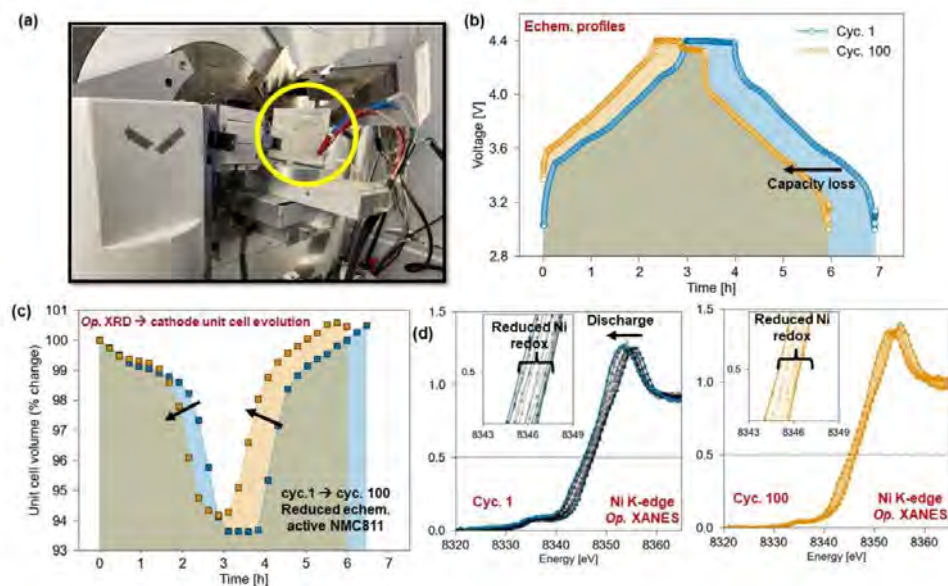 (a)
(b)
Echem. profiles
Cyc. 1
Cyc. 100
4.4
4.0
3.6
3.2
2.8
Voltage [V]
Capacity loss
0 1 2 3 4 5 6 7
Time [h]
(c)
Op. XRD → cathode unit cell evolution
101
100
99
98
97
96
95
94
93
Unit cell volume (% change)
cyc.1 → cyc. 100
Reduced echem.
active NMC811
0 1 2 3 4 5 6 7
Time [h]
(d)
1.5
1.0
0.5
0.0
Reduced Ni
redox
0.5
8343 8346 8349
Discharge
Cyc. 1
Ni K-edge
Op. XANES
8320 8330 8340 8350 8360
Energy [eV]
1.5
1.0
0.5
0.0
Reduced Ni
redox
0.5
8343 8346 8349
Cyc. 100
Ni K-edge
Op. XANES
8320 8330 8340 8350 8360
Energy [eV]